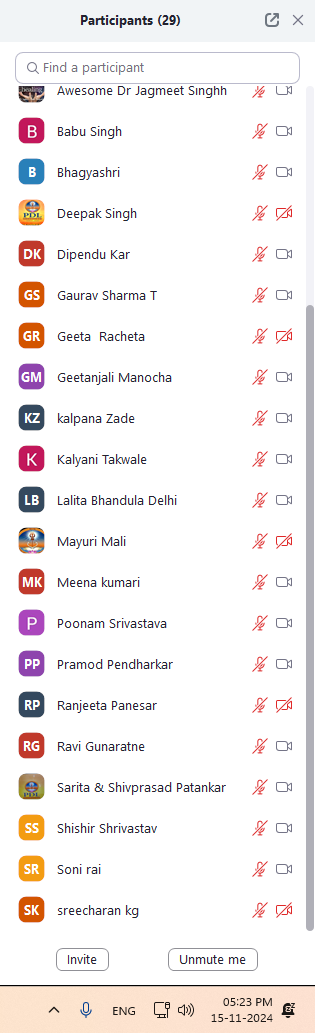 Participants (29)
Find a participant
Awesome Dr Jagmeet Singhh
B Babu Singh
B Bhagyashri
PDL Deepak Singh
DK Dipendu Kar
GS Gaurav Sharma T
GR Geeta Racheta
GM Geetanjali Manocha
KZ kalpana Zade
K Kalyani Takwale
LB Lalita Bhandula Delhi
Mayuri Mali
MK Meena kumari
P Poonam Srivastava
PP Pramod Pendharkar
RP Ranjeeta Panesar
RG Ravi Gunaratne
PDL Sarita & Shivprasad Patankar
SS Shishir Shrivastav
SR Soni rai
SK sreecharan kg
Invite Unmute me
ENG 05:23 PM
15-11-2024